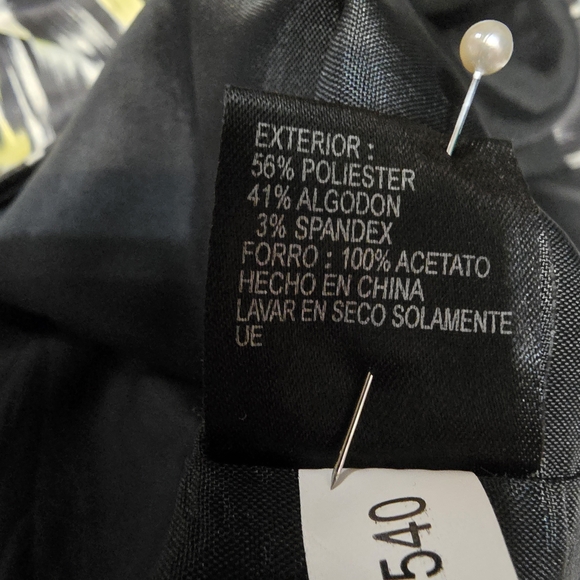 EXTERIOR :
56% POLIESTER
41% ALGODON
3% SPANDEX
FORRO : 100% ACETATO
HECHO EN CHINA
LAVAR EN SECO SOLAMENTE
UE
540